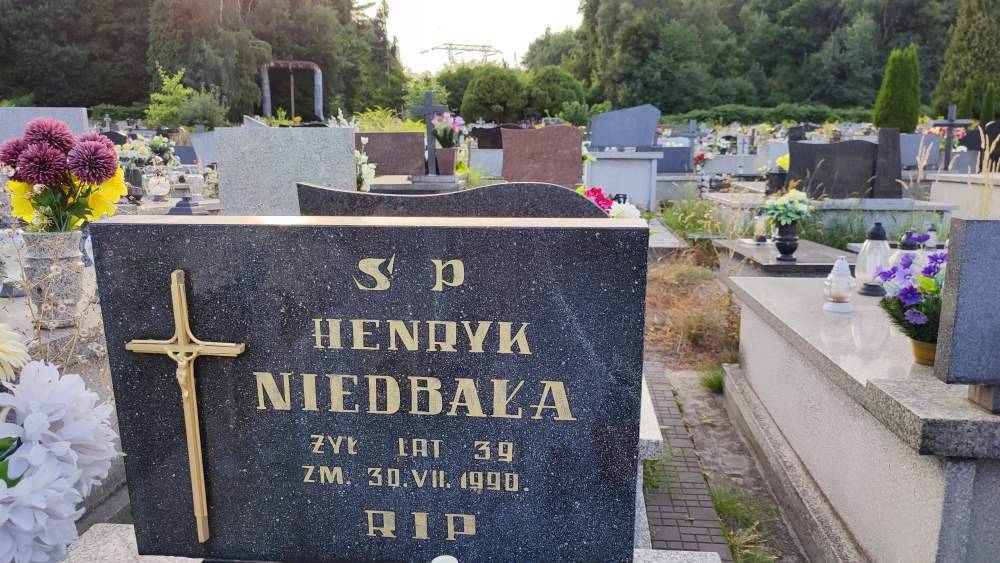 Ś P
HENRYK
NIEDBAŁA
ŻYŁ LAT 39
ZM. 30.VII.1990.
RIP